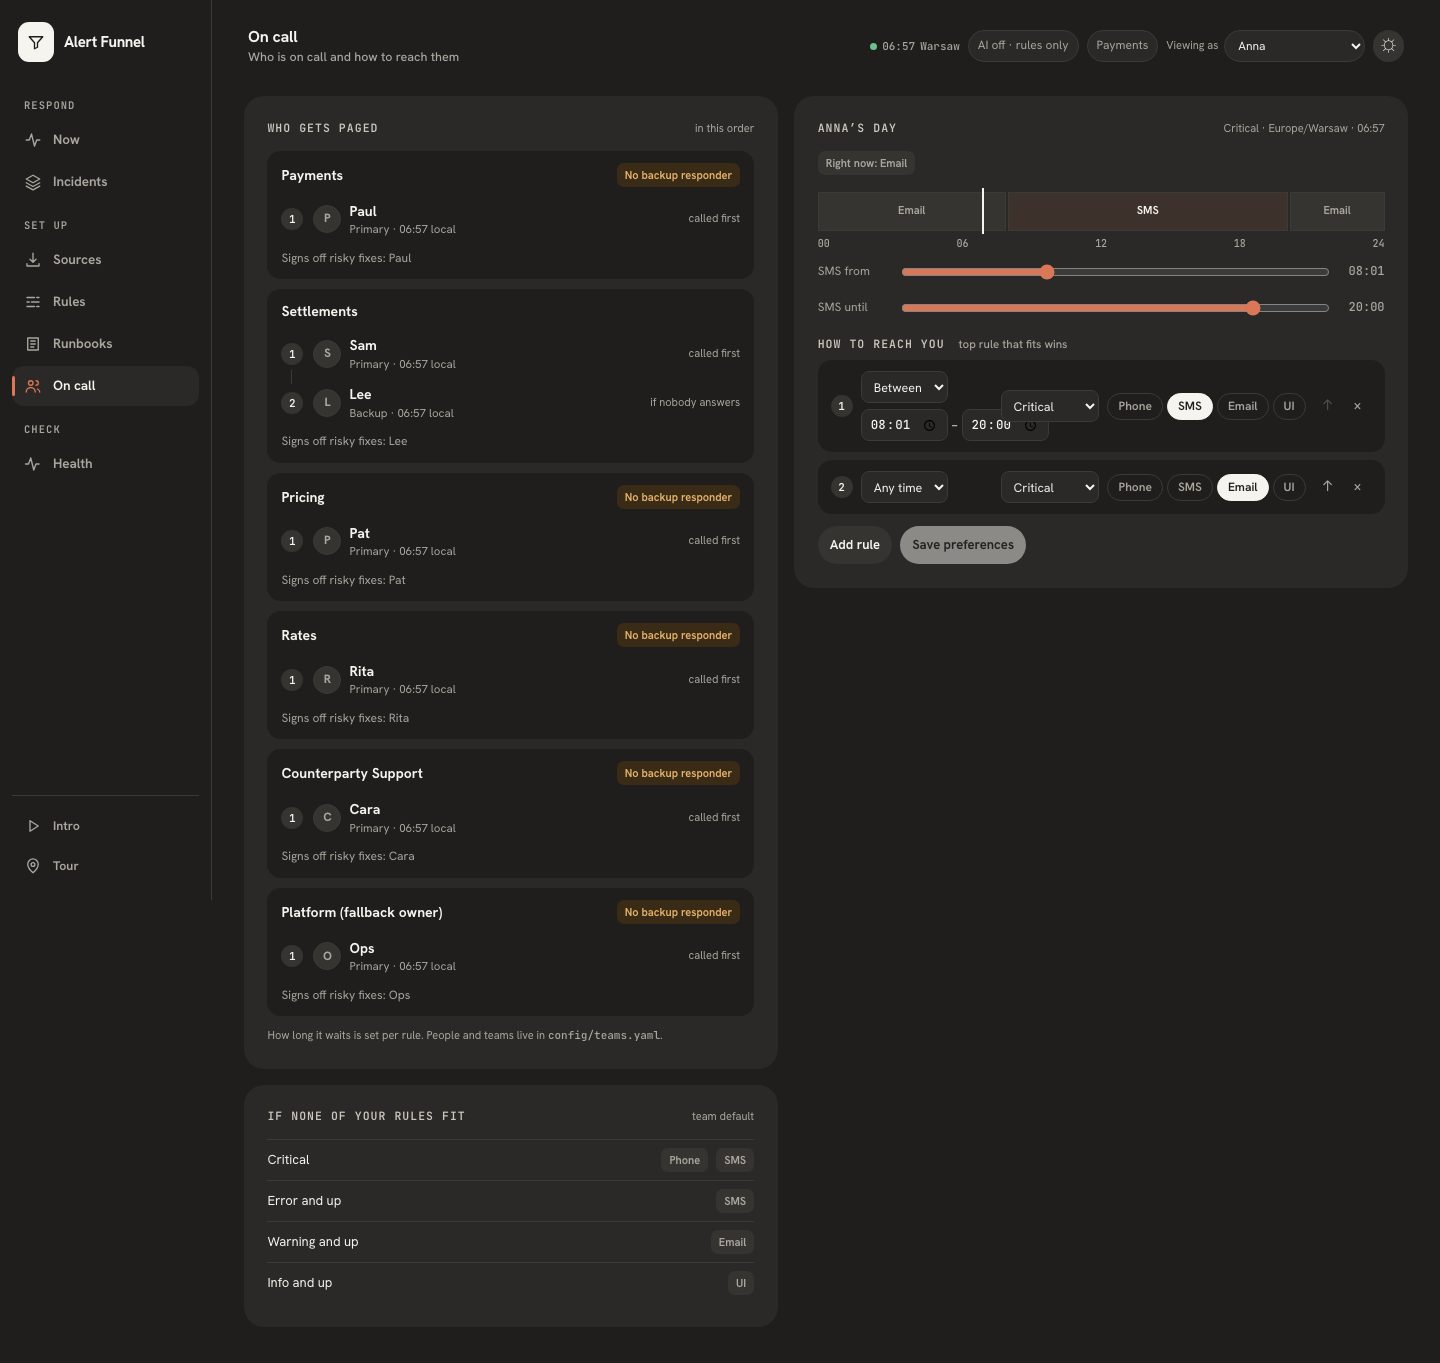 Alert Funnel
RESPOND
Now
Incidents
SET UP
Sources
Rules
Runbooks
On call
CHECK
Health
Intro
Tour
On call
Who is on call and how to reach them
06:57 Warsaw
AI off · rules only
Payments
Viewing as
Anna
WHO GETS PAGED
in this order
Payments
No backup responder
1
P
Paul
Primary · 06:57 local
called first
Signs off risky fixes: Paul
Settlements
1
S
Sam
Primary · 06:57 local
called first
2
L
Lee
Backup · 06:57 local
if nobody answers
Signs off risky fixes: Lee
Pricing
No backup responder
1
P
Pat
Primary · 06:57 local
called first
Signs off risky fixes: Pat
Rates
No backup responder
1
R
Rita
Primary · 06:57 local
called first
Signs off risky fixes: Rita
Counterparty Support
No backup responder
1
C
Cara
Primary · 06:57 local
called first
Signs off risky fixes: Cara
Platform (fallback owner)
No backup responder
1
O
Ops
Primary · 06:57 local
called first
Signs off risky fixes: Ops
How long it waits is set per rule. People and teams live in config/teams.yaml.
IF NONE OF YOUR RULES FIT
team default
Critical
Phone
SMS
Error and up
SMS
Warning and up
Email
Info and up
UI
ANNA’S DAY
Critical · Europe/Warsaw · 06:57
Right now: Email
Email
SMS
Email
00
06
12
18
24
SMS from
08:01
SMS until
20:00
HOW TO REACH YOU
top rule that fits wins
1
Between
08:01
–
20:00
Critical
Phone
SMS
Email
UI
↑
×
2
Any time
Critical
Phone
SMS
Email
UI
↑
×
Add rule
Save preferences